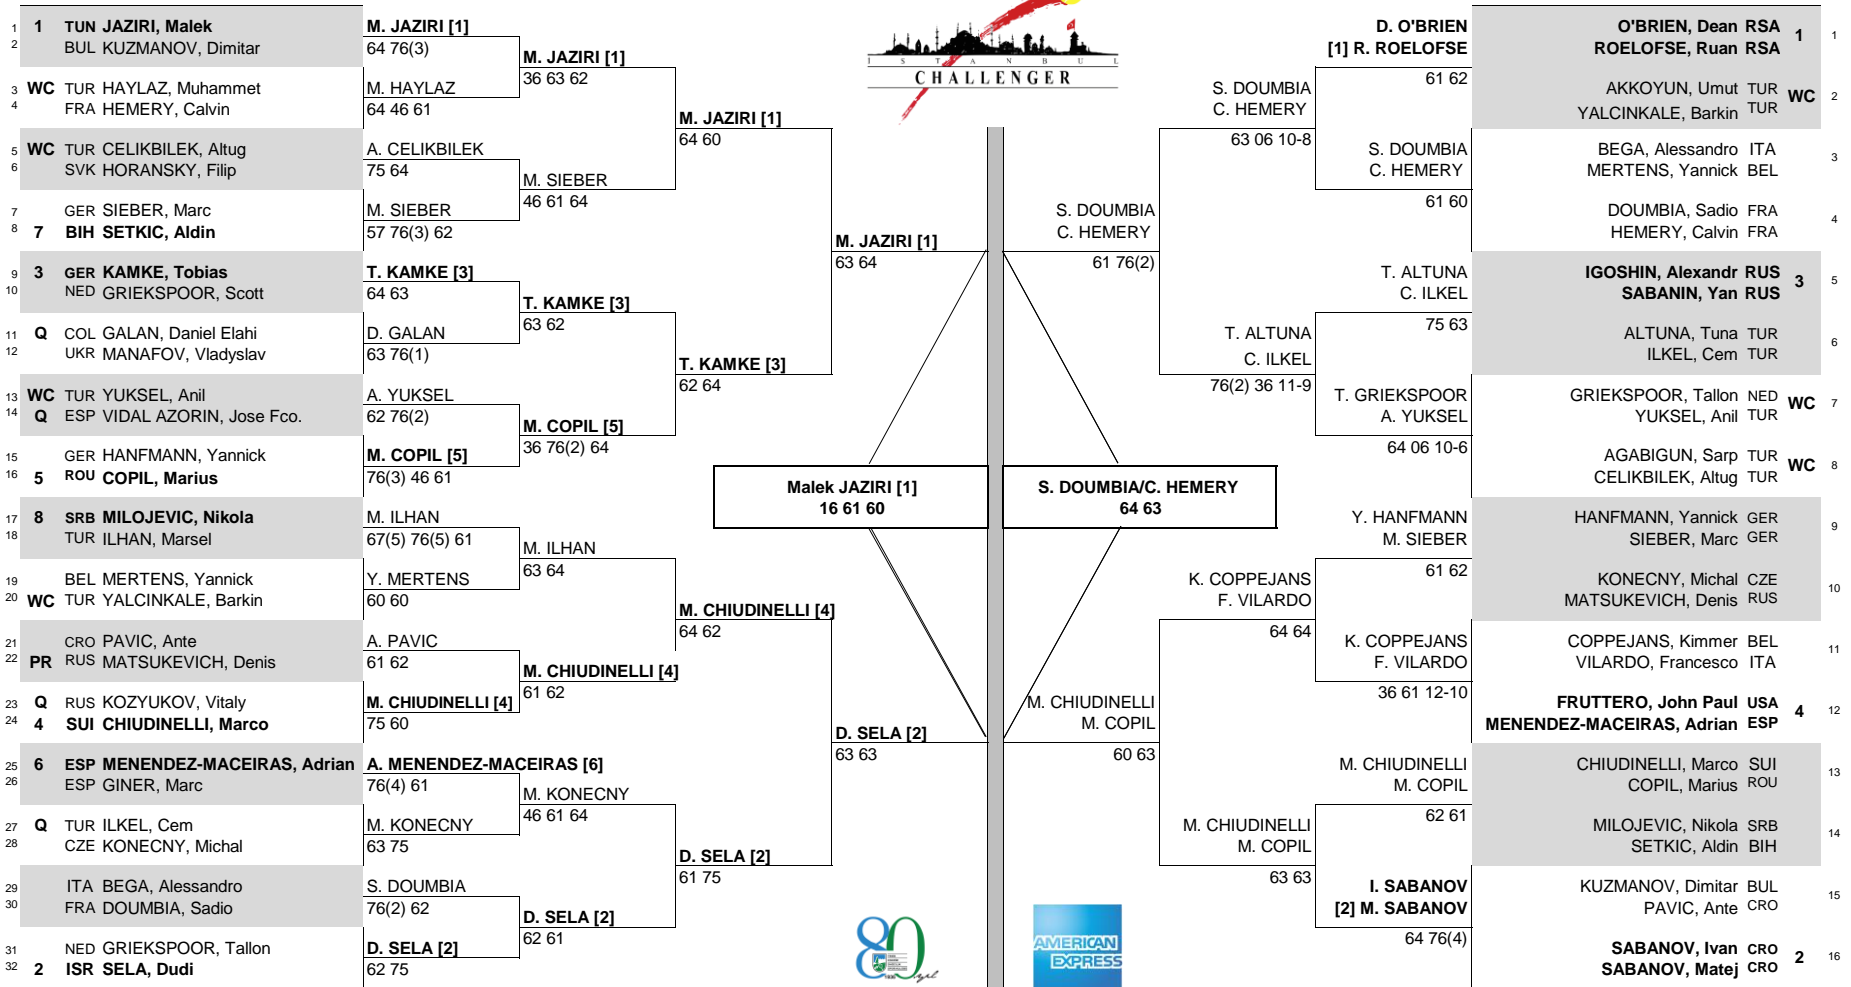 ISTANBUL
CHALLENGER
1 1 TUN JAZIRI, Malek
2 BUL KUZMANOV, Dimitar
3 WC TUR HAYLAZ, Muhammet
4 FRA HEMERY, Calvin
5 WC TUR CELIKBILEK, Altug
6 SVK HORANSKY, Filip
7 GER SIEBER, Marc
8 7 BIH SETKIC, Aldin
9 3 GER KAMKE, Tobias
10 NED GRIEKSPOOR, Scott
11 Q COL GALAN, Daniel Elahi
12 UKR MANAFOV, Vladyslav
13 WC TUR YUKSEL, Anil
14 Q ESP VIDAL AZORIN, Jose Fco.
15 GER HANFMANN, Yannick
16 5 ROU COPIL, Marius
17 8 SRB MILOJEVIC, Nikola
18 TUR ILHAN, Marsel
19 BEL MERTENS, Yannick
20 WC TUR YALCINKALE, Barkin
21 CRO PAVIC, Ante
22 PR RUS MATSUKEVICH, Denis
23 Q RUS KOZYUKOV, Vitaly
24 4 SUI CHIUDINELLI, Marco
25 6 ESP MENENDEZ-MACEIRAS, Adrian
26 ESP GINER, Marc
27 Q TUR ILKEL, Cem
28 CZE KONECNY, Michal
29 ITA BEGA, Alessandro
30 FRA DOUMBIA, Sadio
31 NED GRIEKSPOOR, Tallon
32 2 ISR SELA, Dudi
M. JAZIRI [1]
64 76(3)
M. HAYLAZ
64 46 61
A. CELIKBILEK
75 64
M. SIEBER
57 76(3) 62
T. KAMKE [3]
64 63
D. GALAN
63 76(1)
A. YUKSEL
62 76(2)
M. COPIL [5]
76(3) 46 61
M. ILHAN
67(5) 76(5) 61
Y. MERTENS
60 60
A. PAVIC
61 62
M. CHIUDINELLI [4]
75 60
A. MENENDEZ-MACEIRAS [6]
76(4) 61
M. KONECNY
63 75
S. DOUMBIA
76(2) 62
D. SELA [2]
62 75
M. JAZIRI [1]
36 63 62
M. SIEBER
46 61 64
T. KAMKE [3]
63 62
M. COPIL [5]
36 76(2) 64
M. ILHAN
63 64
M. CHIUDINELLI [4]
61 62
M. KONECNY
46 61 64
D. SELA [2]
62 61
M. JAZIRI [1]
64 60
T. KAMKE [3]
62 64
M. CHIUDINELLI [4]
64 62
D. SELA [2]
61 75
M. JAZIRI [1]
63 64
D. SELA [2]
63 63
Malek JAZIRI [1]
16 61 60
S. DOUMBIA/C. HEMERY
64 63
S. DOUMBIA
C. HEMERY
61 76(2)
M. CHIUDINELLI
M. COPIL
60 63
S. DOUMBIA
C. HEMERY
63 06 10-8
T. ALTUNA
C. ILKEL
76(2) 36 11-9
K. COPPEJANS
F. VILARDO
64 64
M. CHIUDINELLI
M. COPIL
63 63
D. O'BRIEN
[1] R. ROELOFSE
61 62
S. DOUMBIA
C. HEMERY
61 60
T. ALTUNA
C. ILKEL
75 63
T. GRIEKSPOOR
A. YUKSEL
64 06 10-6
Y. HANFMANN
M. SIEBER
61 62
K. COPPEJANS
F. VILARDO
36 61 12-10
M. CHIUDINELLI
M. COPIL
62 61
I. SABANOV
[2] M. SABANOV
64 76(4)
O'BRIEN, Dean RSA 1 1
ROELOFSE, Ruan RSA
AKKOYUN, Umut TUR WC 2
YALCINKALE, Barkin TUR
BEGA, Alessandro ITA 3
MERTENS, Yannick BEL
DOUMBIA, Sadio FRA 4
HEMERY, Calvin FRA
IGOSHIN, Alexandr RUS 3 5
SABANIN, Yan RUS
ALTUNA, Tuna TUR 6
ILKEL, Cem TUR
GRIEKSPOOR, Tallon NED WC 7
YUKSEL, Anil TUR
AGABIGUN, Sarp TUR WC 8
CELIKBILEK, Altug TUR
HANFMANN, Yannick GER 9
SIEBER, Marc GER
KONECNY, Michal CZE 10
MATSUKEVICH, Denis RUS
COPPEJANS, Kimmer BEL 11
VILARDO, Francesco ITA
FRUTTERO, John Paul USA 4 12
MENENDEZ-MACEIRAS, Adrian ESP
CHIUDINELLI, Marco SUI 13
COPIL, Marius ROU
MILOJEVIC, Nikola SRB 14
SETKIC, Aldin BIH
KUZMANOV, Dimitar BUL 15
PAVIC, Ante CRO
SABANOV, Ivan CRO 2 16
SABANOV, Matej CRO
80
AMERICAN
EXPRESS